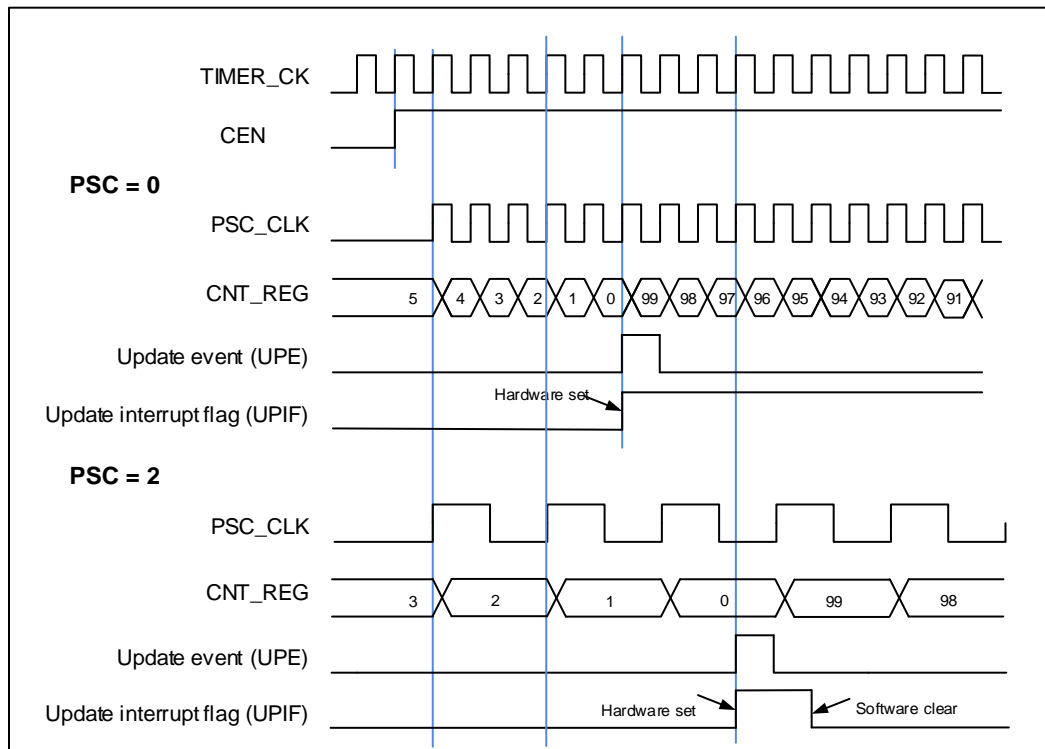 TIMER_CK
CEN
PSC = 0
PSC_CLK
CNT_REG 5 4 3 2 1 0 99 98 97 96 95 94 93 92 91
Update event (UPE)
Hardware set
Update interrupt flag (UPIF)
PSC = 2
PSC_CLK
CNT_REG 3 2 1 0 99 98
Update event (UPE)
Update interrupt flag (UPIF) Hardware set Software clear